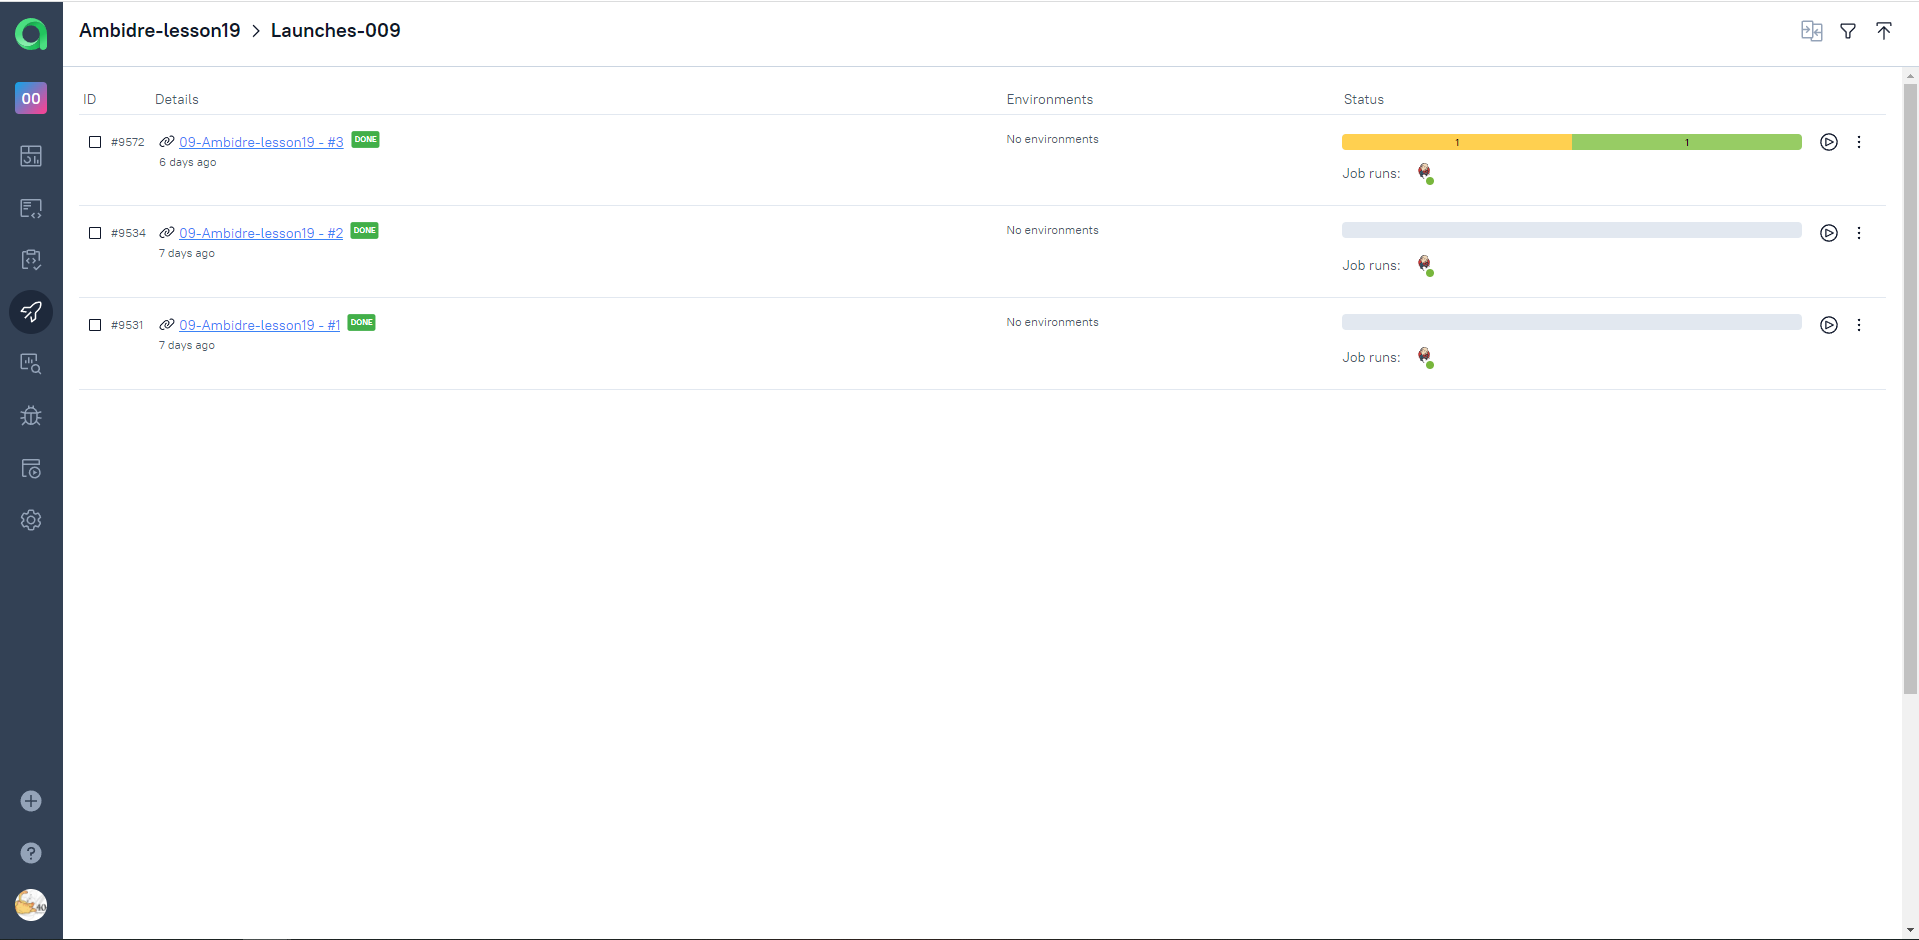 Ambidre-lesson19 > Launches-009
00
ID Details Environments Status
#9572 09-Ambidre-lesson19 - #3 DONE No environments 1 1
6 days ago Job runs:
#9534 09-Ambidre-lesson19 - #2 DONE No environments
7 days ago Job runs:
#9531 09-Ambidre-lesson19 - #1 DONE No environments
7 days ago Job runs:
?
40